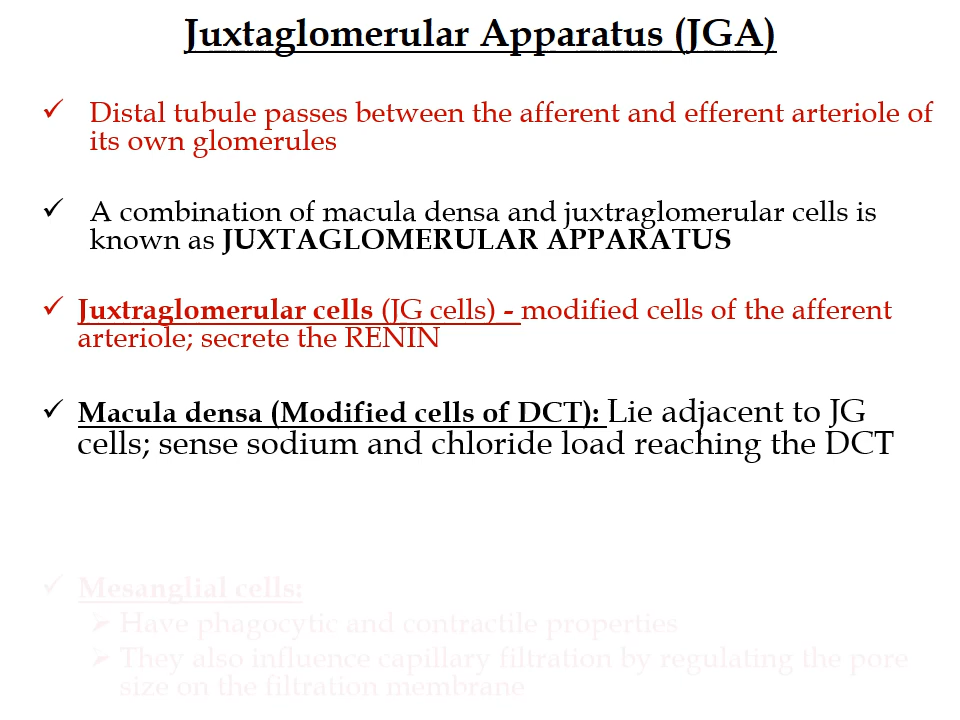 Juxtaglomerular Apparatus (JGA)
✓ Distal tubule passes between the afferent and efferent arteriole of
its own glomerules
✓ A combination of macula densa and juxtraglomerular cells is
known as JUXTAGLOMERULAR APPARATUS
✓ Juxtraglomerular cells (JG cells) - modified cells of the afferent
arteriole; secrete the RENIN
✓ Macula densa (Modified cells of DCT): Lie adjacent to JG
cells; sense sodium and chloride load reaching the DCT
✓ Mesanglial cells:
➢ Have phagocytic and contractile properties
➢ They also influence capillary filtration by regulating the pore
size on the filtration membrane